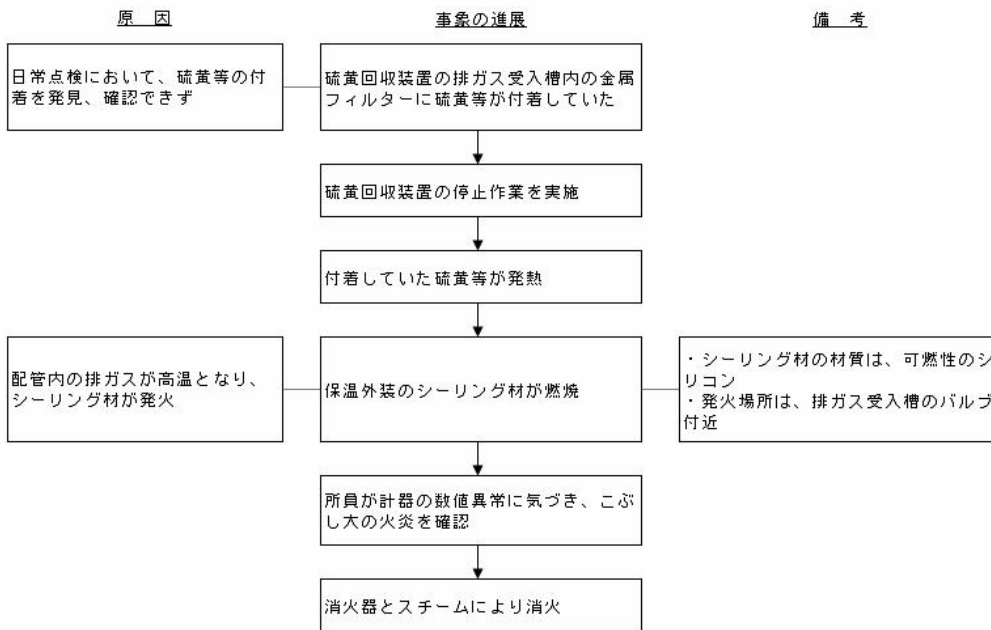 原　因
事象の進展
備　考
日常点検において、硫黄等の付
着を発見、確認できず
硫黄回収装置の排ガス受入槽内の金属
フィルターに硫黄等が付着していた
硫黄回収装置の停止作業を実施
付着していた硫黄等が発熱
配管内の排ガスが高温となり、
シーリング材が発火
保温外装のシーリング材が燃焼
・シーリング材の材質は、可燃性のシ
リコン
・発火場所は、排ガス受入槽のバルブ
付近
所員が計器の数値異常に気づき、こぶ
し大の火炎を確認
消火器とスチームにより消火